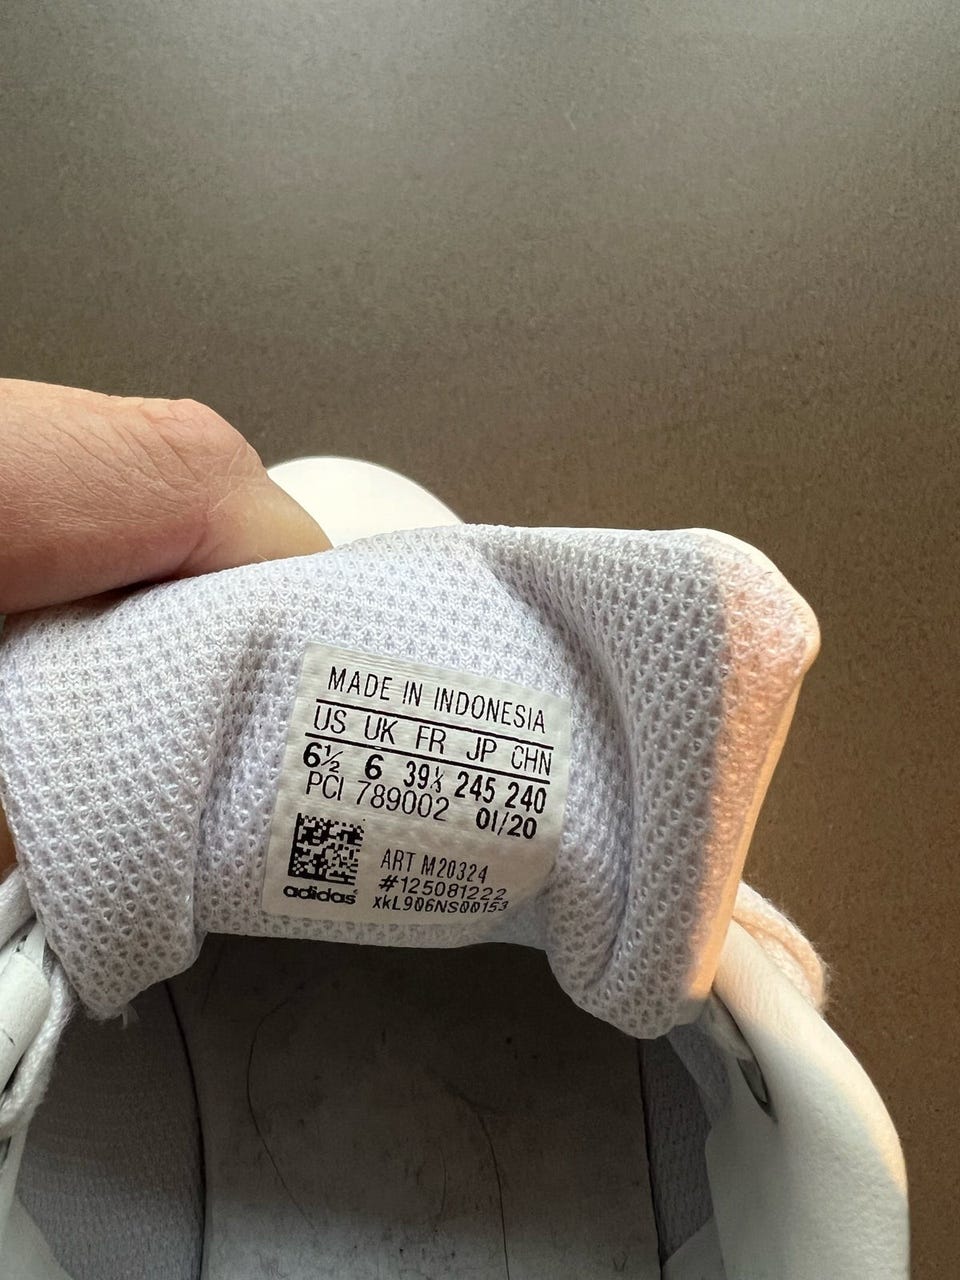 MADE IN INDONESIA
US UK FR JP CHN
6½ 6 39⅓ 245 240
PCI 789002 01/20
ART M20324
#125081222
adidas xkL906NS00153